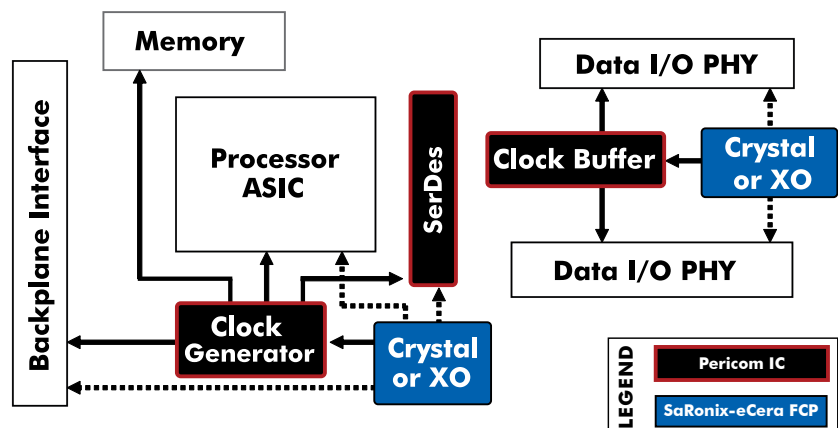 Memory
Backplane Interface
Processor
ASIC
SerDes
Clock
Generator
Crystal
or XO
Data I/O PHY
Clock Buffer
Crystal
or XO
Data I/O PHY
LEGEND
Pericom IC
SaRonix-eCera FCP